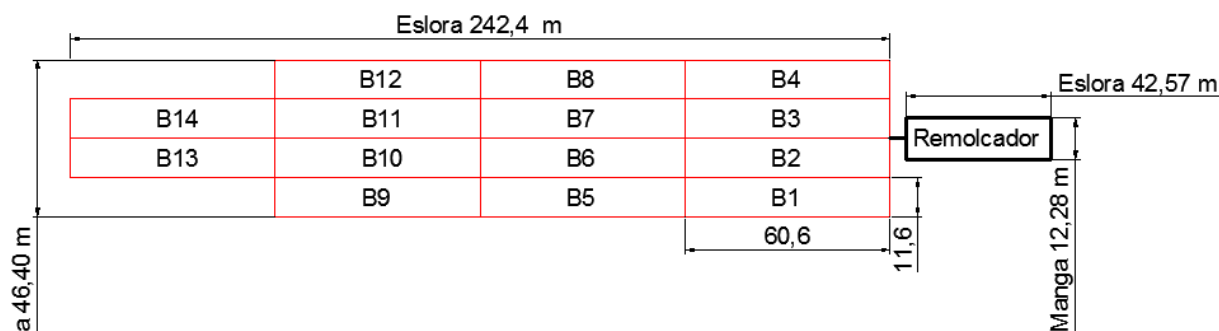 Eslora 242,4 m
B12 B8 B4
Eslora 42,57 m
B14 B11 B7 B3
Remolcador
B13 B10 B6 B2
B9 B5 B1
60,6
11,6
a 46,40 m
Manga 12,28 m